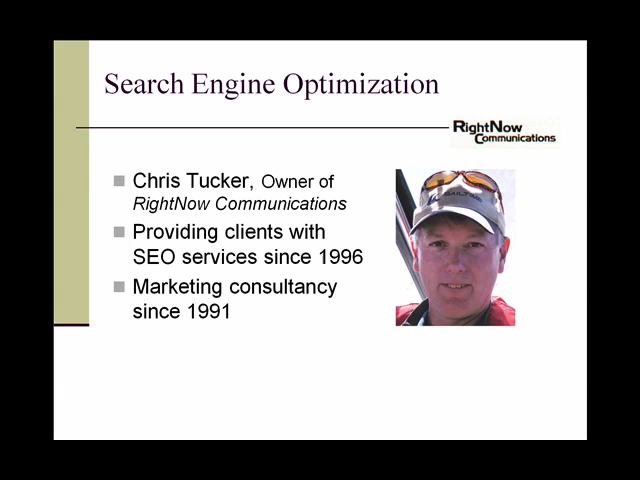 Search Engine Optimization
RightNow
Communications
Chris Tucker, Owner of
RightNow Communications
Providing clients with
SEO services since 1996
Marketing consultancy
since 1991